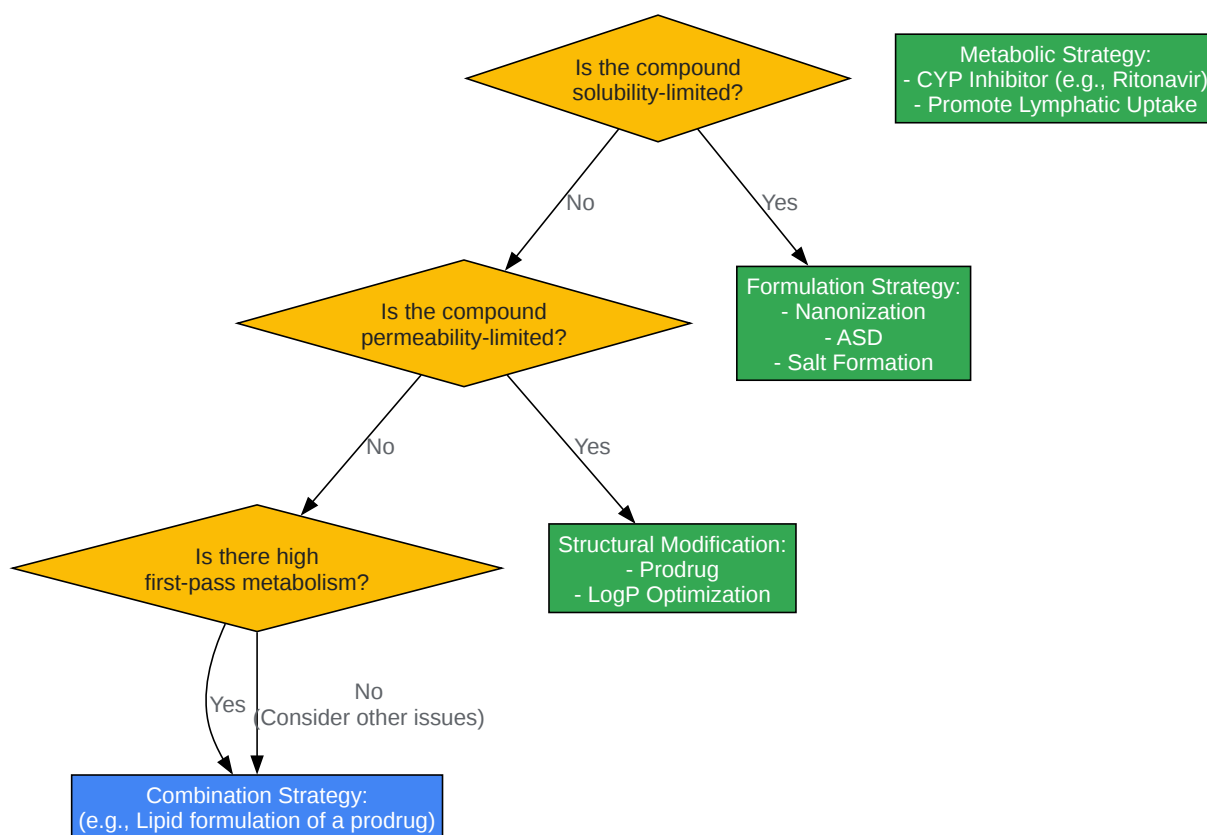 Is the compound
solubility-limited?
Metabolic Strategy:
- CYP Inhibitor (e.g., Ritonavir)
- Promote Lymphatic Uptake
No
Yes
Is the compound
permeability-limited?
Formulation Strategy:
- Nanonization
- ASD
- Salt Formation
No
Yes
Is there high
first-pass metabolism?
Structural Modification:
- Prodrug
- LogP Optimization
Yes
No
(Consider other issues)
Combination Strategy:
(e.g., Lipid formulation of a prodrug)